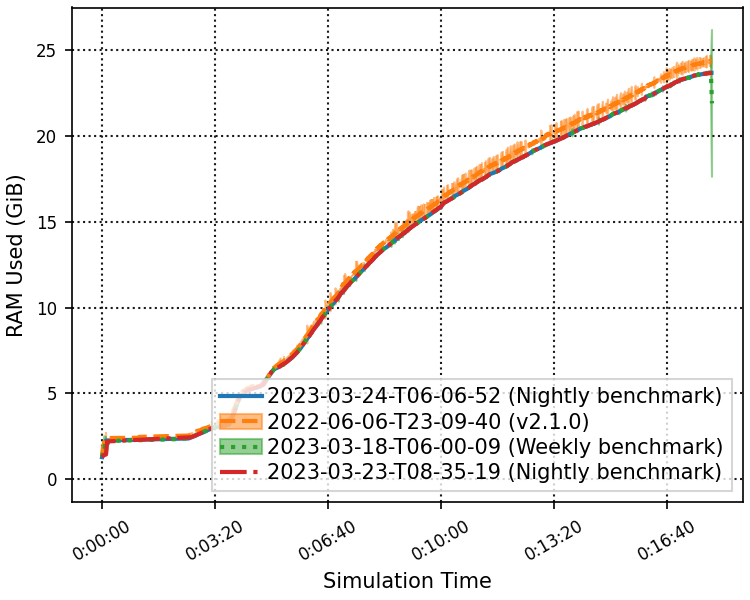 25
20
15
10
5
0
RAM Used (GiB)
2023-03-24-T06-06-52 (Nightly benchmark)
2022-06-06-T23-09-40 (v2.1.0)
2023-03-18-T06-00-09 (Weekly benchmark)
2023-03-23-T08-35-19 (Nightly benchmark)
0:00:00
0:03:20
0:06:40
0:10:00
0:13:20
0:16:40
Simulation Time